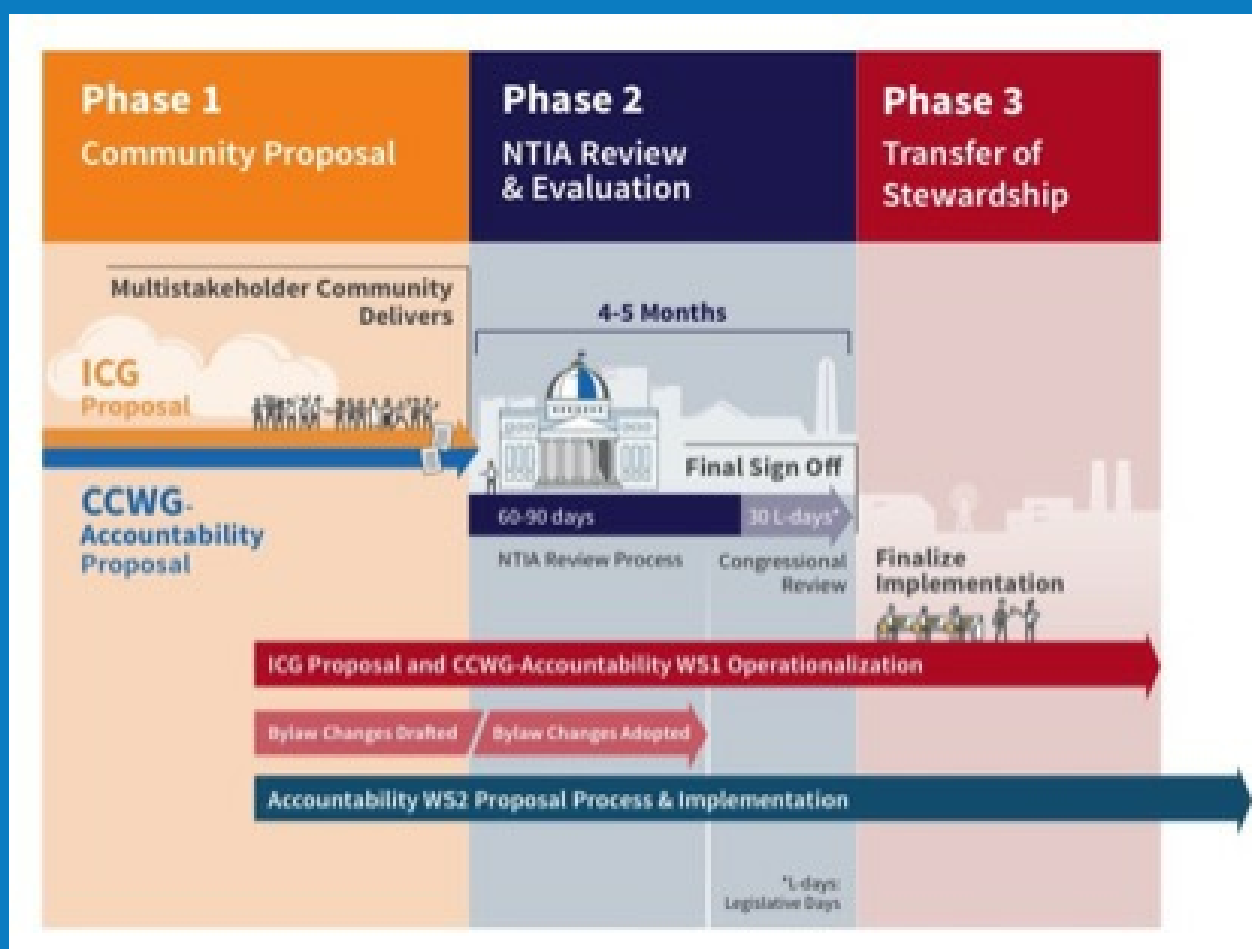 Phase 1
Community Proposal
Phase 2
NTIA Review
& Evaluation
Phase 3
Transfer of
Stewardship
Multistakeholder Community
Delivers
ICG
Proposal
CCWG-
Accountability
Proposal
4-5 Months
Final Sign Off
60-90 days
30 L-days*
NTIA Review Process
Congressional
Review
Finalize
Implementation
ICG Proposal and CCWG-Accountability WS1 Operationalization
Bylaw Changes Drafted
Bylaw Changes Adopted
Accountability WS2 Proposal Process & Implementation
*L-days:
Legislative Days